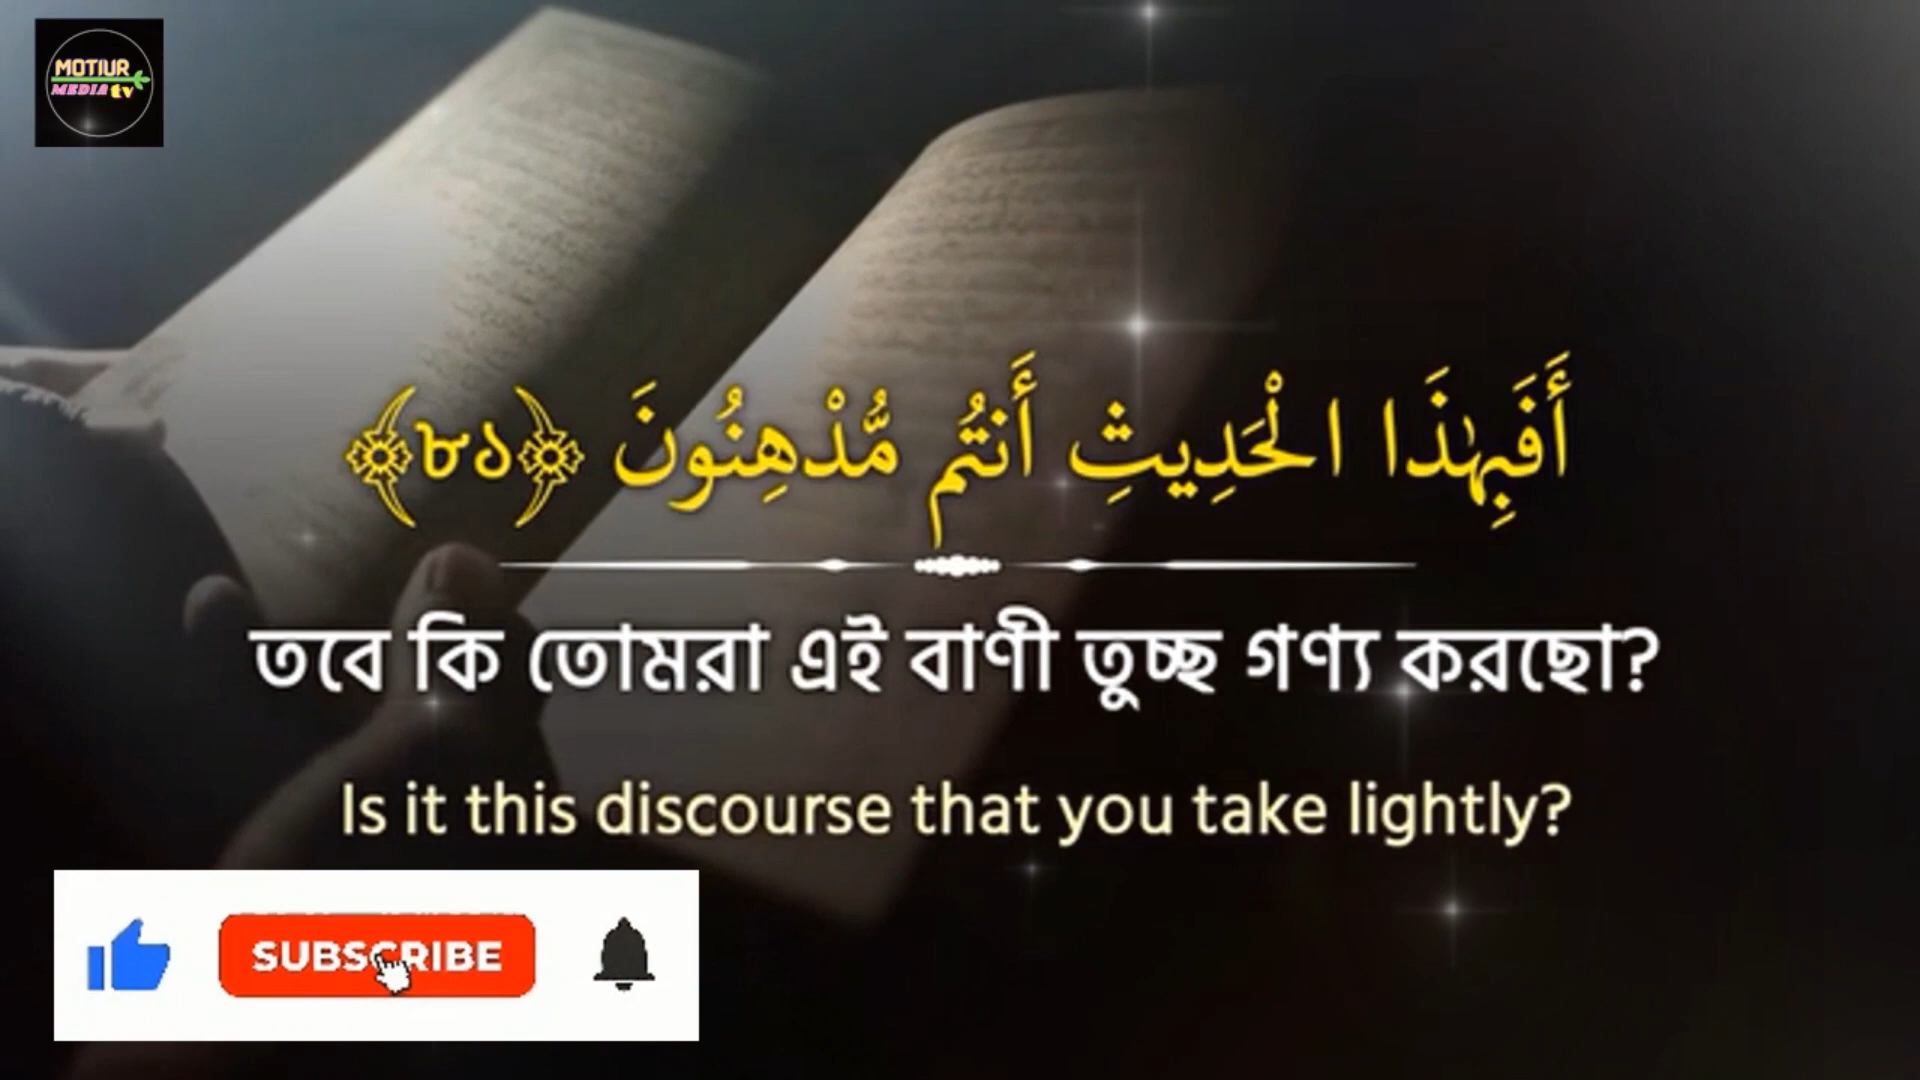 MOTIUR
MEDIA tv
أَفَبِهَٰذَا الْحَدِيثِ أَنتُم مُّدْهِنُونَ ﴿৮১﴾
তবে কি তোমরা এই বাণী তুচ্ছ গণ্য করছো?
Is it this discourse that you take lightly?
SUBSCRIBE